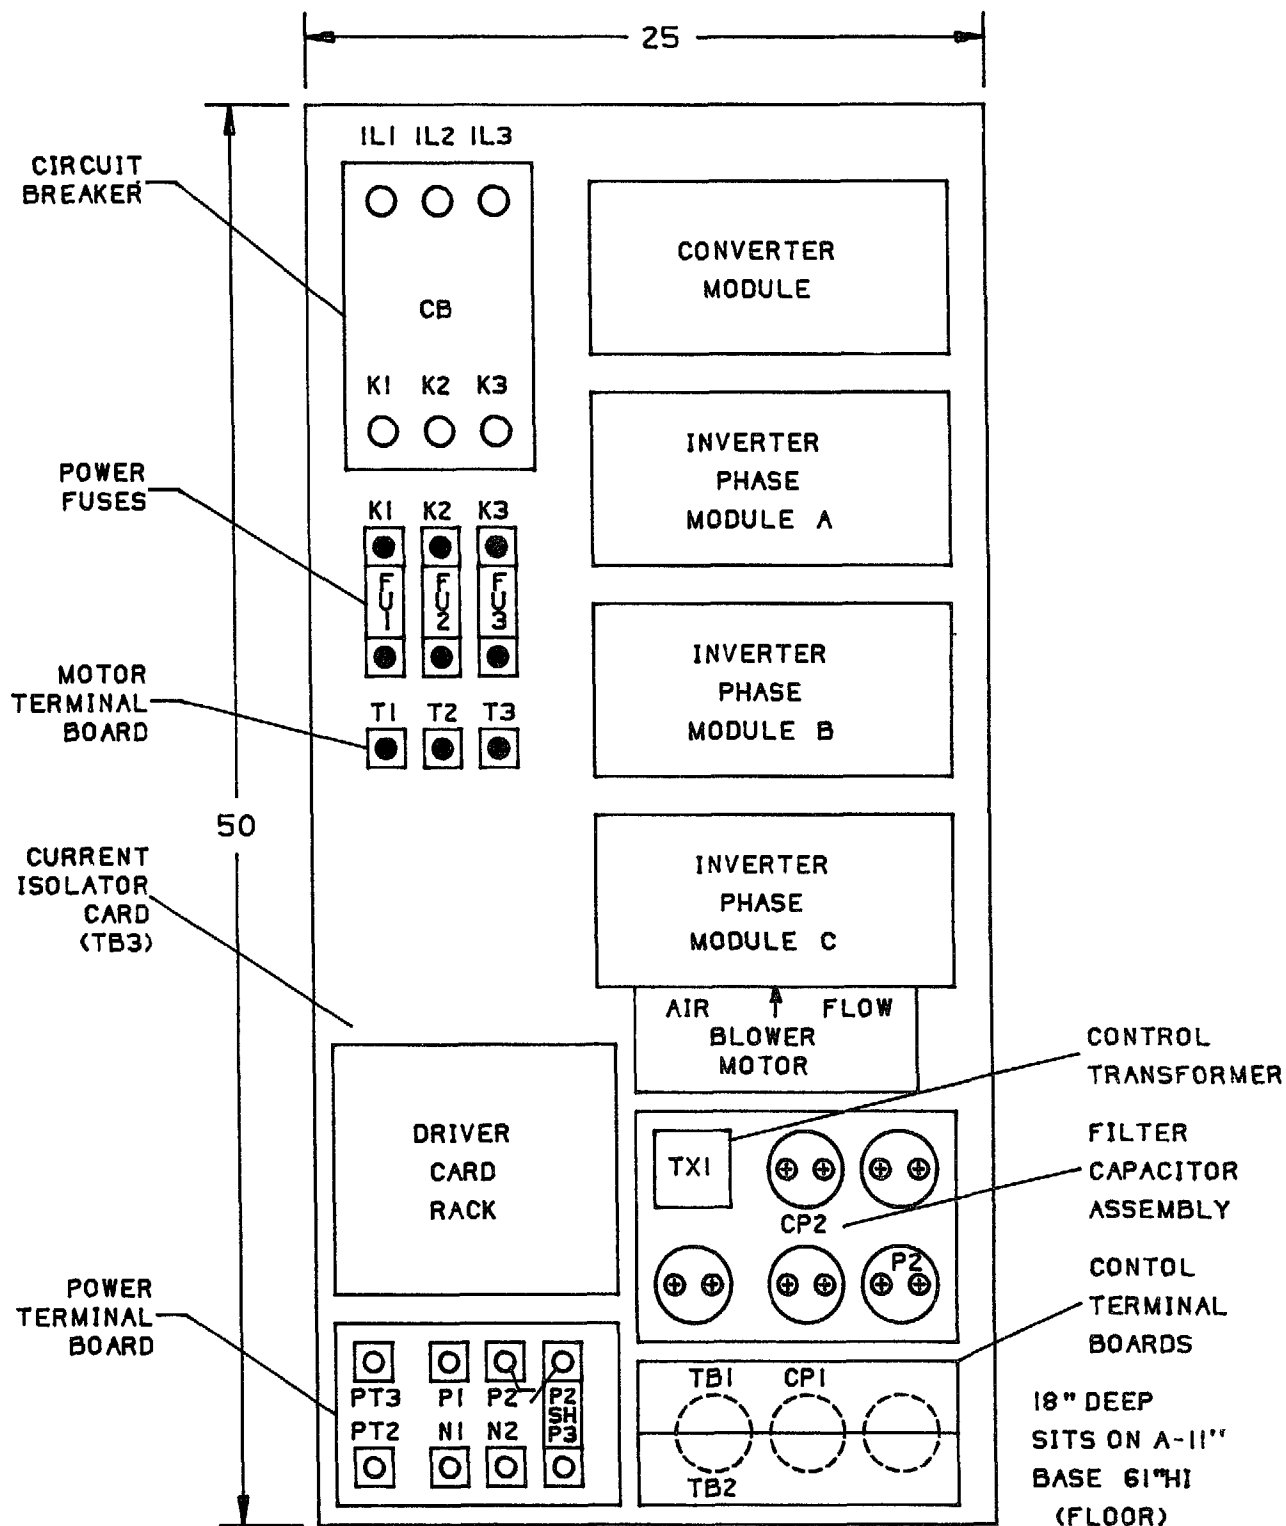 25
IL1 IL2 IL3
CIRCUIT
BREAKER
CB
K1 K2 K3
CONVERTER
MODULE
POWER
FUSES
K1 K2 K3
FU1 FU2 FU3
INVERTER
PHASE
MODULE A
MOTOR
TERMINAL
BOARD
T1 T2 T3
INVERTER
PHASE
MODULE B
50
CURRENT
ISOLATOR
CARD
(TB3)
INVERTER
PHASE
MODULE C
AIR FLOW
BLOWER
MOTOR
CONTROL
TRANSFORMER
DRIVER
CARD
RACK
TX1
CP2
P2
FILTER
CAPACITOR
ASSEMBLY
POWER
TERMINAL
BOARD
CONTOL
TERMINAL
BOARDS
PT3 P1 P2 P2
SH
P3
PT2 N1 N2
TB1 CP1
TB2
18" DEEP
SITS ON A-11"
BASE 61"HI
(FLOOR)